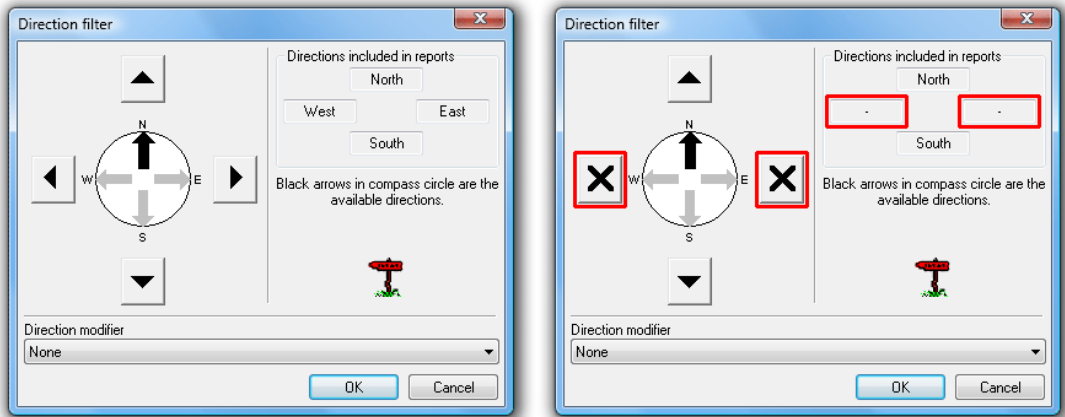 Direction filter
Directions included in reports
North
West East
South
N
W E
S
Black arrows in compass circle are the
available directions.
Direction modifier
None
OK Cancel
Direction filter
Directions included in reports
North
- -
South
N
W E
S
Black arrows in compass circle are the
available directions.
Direction modifier
None
OK Cancel